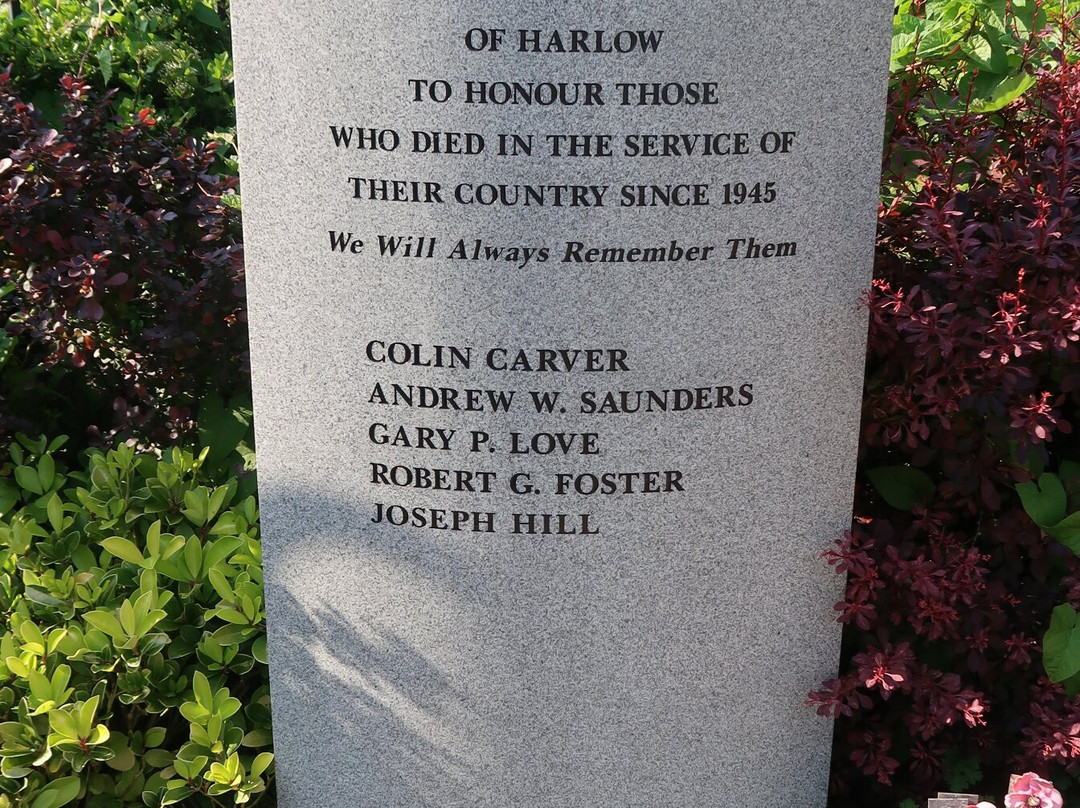 OF HARLOW
TO HONOUR THOSE
WHO DIED IN THE SERVICE OF
THEIR COUNTRY SINCE 1945
We Will Always Remember Them
COLIN CARVER
ANDREW W. SAUNDERS
GARY P. LOVE
ROBERT G. FOSTER
JOSEPH HILL